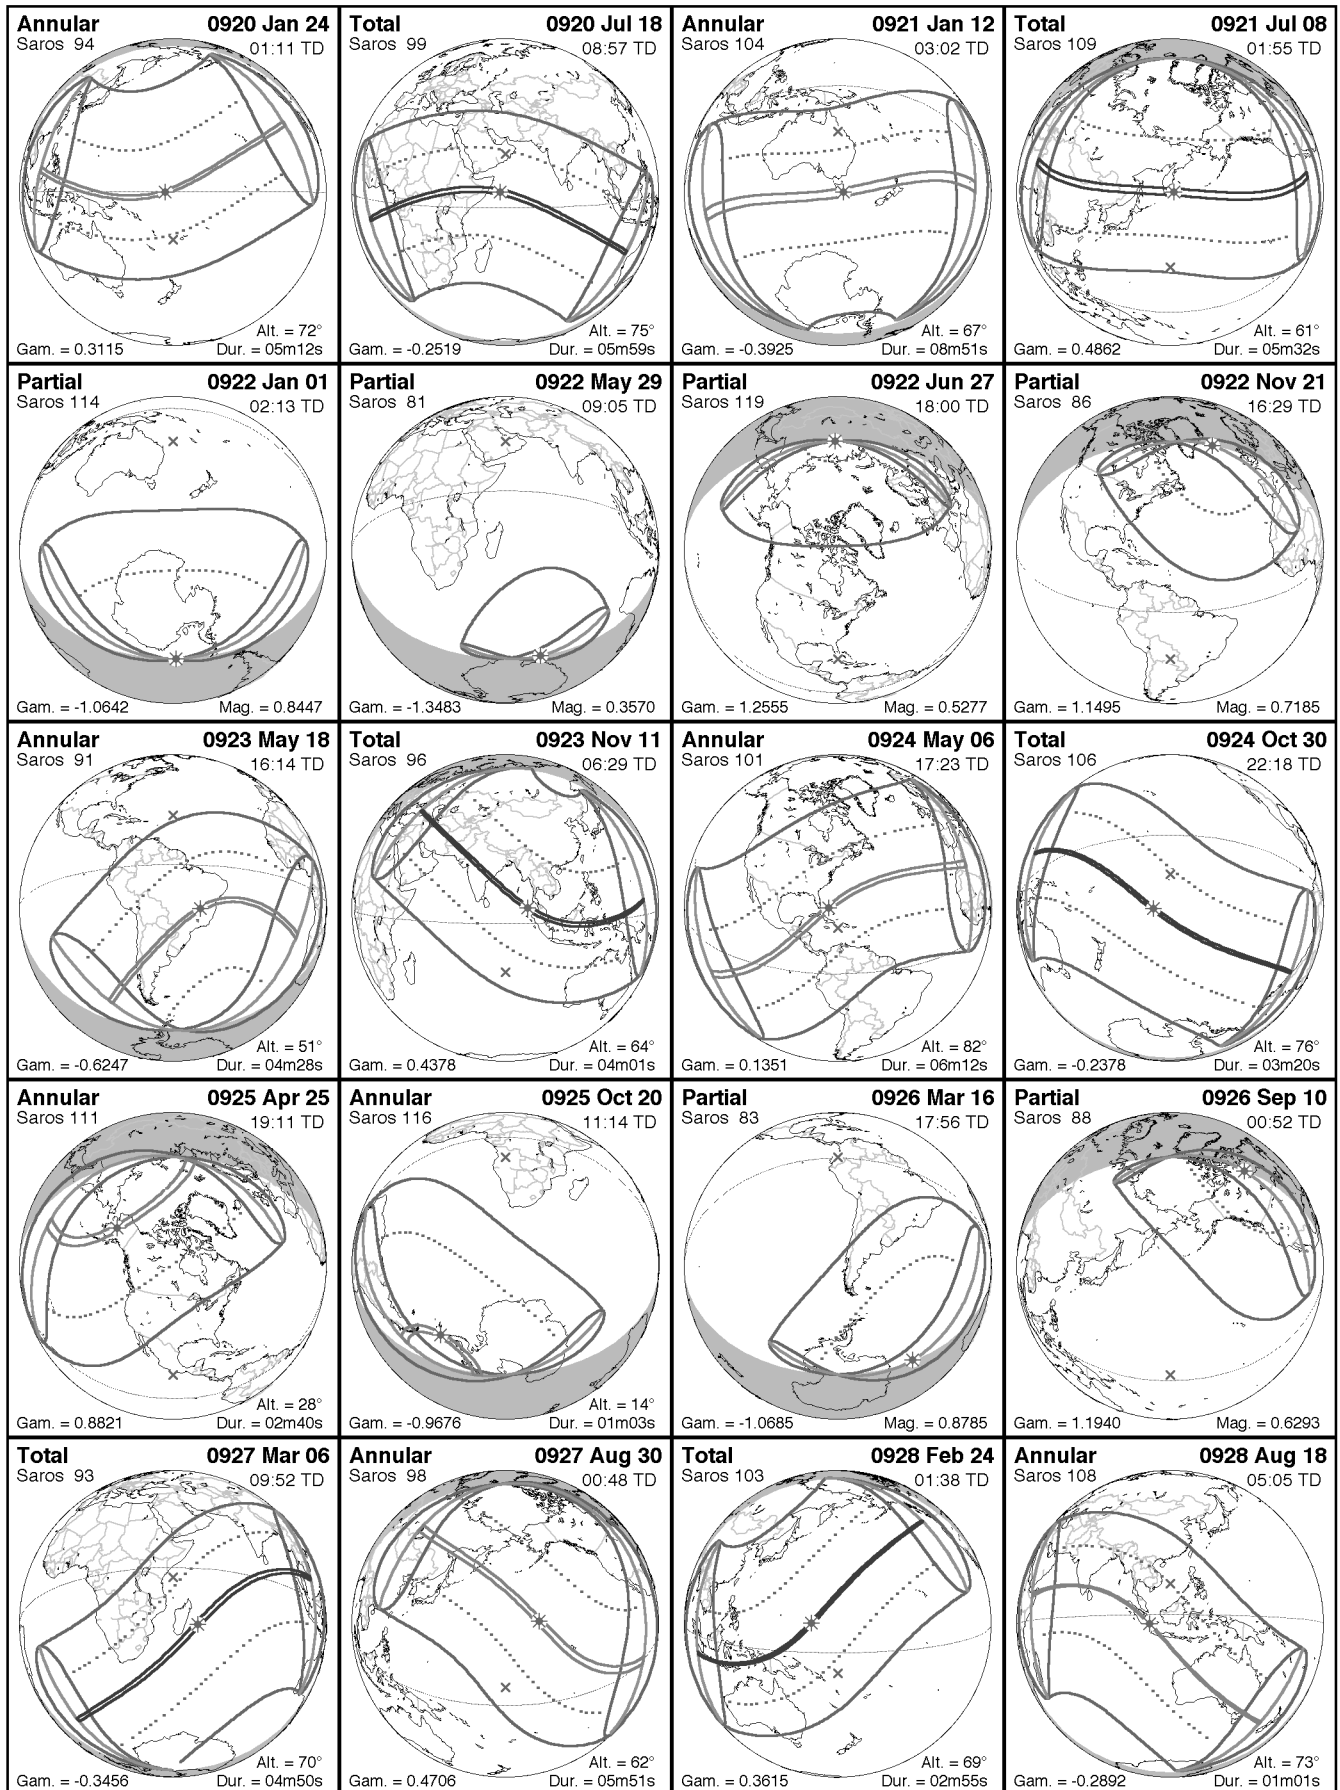 Annular 0920 Jan 24
Saros 94 01:11 TD
Alt. = 72°
Gam. = 0.3115 Dur. = 05m12s
Total 0920 Jul 18
Saros 99 08:57 TD
Alt. = 75°
Gam. = -0.2519 Dur. = 05m59s
Annular 0921 Jan 12
Saros 104 03:02 TD
Alt. = 67°
Gam. = -0.3925 Dur. = 08m51s
Total 0921 Jul 08
Saros 109 01:55 TD
Alt. = 61°
Gam. = 0.4862 Dur. = 05m32s
Partial 0922 Jan 01
Saros 114 02:13 TD
Gam. = -1.0642 Mag. = 0.8447
Partial 0922 May 29
Saros 81 09:05 TD
Gam. = -1.3483 Mag. = 0.3570
Partial 0922 Jun 27
Saros 119 18:00 TD
Gam. = 1.2555 Mag. = 0.5277
Partial 0922 Nov 21
Saros 86 16:29 TD
Gam. = 1.1495 Mag. = 0.7185
Annular 0923 May 18
Saros 91 16:14 TD
Alt. = 51°
Gam. = -0.6247 Dur. = 04m28s
Total 0923 Nov 11
Saros 96 06:29 TD
Alt. = 64°
Gam. = 0.4378 Dur. = 04m01s
Annular 0924 May 06
Saros 101 17:23 TD
Alt. = 82°
Gam. = 0.1351 Dur. = 06m12s
Total 0924 Oct 30
Saros 106 22:18 TD
Alt. = 76°
Gam. = -0.2378 Dur. = 03m20s
Annular 0925 Apr 25
Saros 111 19:11 TD
Alt. = 28°
Gam. = 0.8821 Dur. = 02m40s
Annular 0925 Oct 20
Saros 116 11:14 TD
Alt. = 14°
Gam. = -0.9676 Dur. = 01m03s
Partial 0926 Mar 16
Saros 83 17:56 TD
Gam. = -1.0685 Mag. = 0.8785
Partial 0926 Sep 10
Saros 88 00:52 TD
Gam. = 1.1940 Mag. = 0.6293
Total 0927 Mar 06
Saros 93 09:52 TD
Alt. = 70°
Gam. = -0.3456 Dur. = 04m50s
Annular 0927 Aug 30
Saros 98 00:48 TD
Alt. = 62°
Gam. = 0.4706 Dur. = 05m51s
Total 0928 Feb 24
Saros 103 01:38 TD
Alt. = 69°
Gam. = 0.3615 Dur. = 02m55s
Annular 0928 Aug 18
Saros 108 05:05 TD
Alt. = 73°
Gam. = -0.2892 Dur. = 01m01s